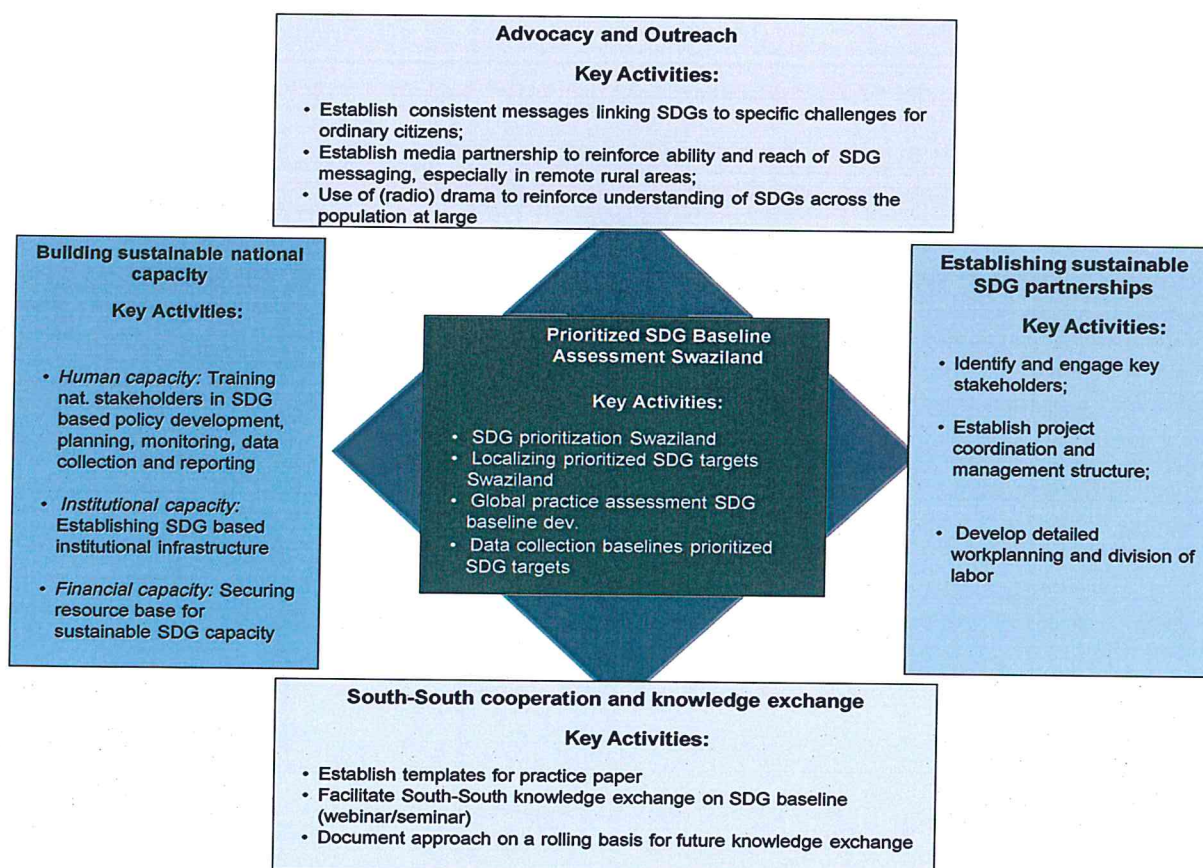 Advocacy and Outreach
Key Activities:
• Establish consistent messages linking SDGs to specific challenges for
ordinary citizens;
• Establish media partnership to reinforce ability and reach of SDG
messaging, especially in remote rural areas;
• Use of (radio) drama to reinforce understanding of SDGs across the
population at large
Building sustainable national
capacity
Key Activities:
• Human capacity: Training
nat. stakeholders in SDG
based policy development,
planning, monitoring, data
collection and reporting
• Institutional capacity:
Establishing SDG based
institutional infrastructure
• Financial capacity: Securing
resource base for
sustainable SDG capacity
Prioritized SDG Baseline
Assessment Swaziland
Key Activities:
• SDG prioritization Swaziland
• Localizing prioritized SDG targets
Swaziland
• Global practice assessment SDG
baseline dev.
• Data collection baselines prioritized
SDG targets
Establishing sustainable
SDG partnerships
Key Activities:
• Identify and engage key
stakeholders;
• Establish project
coordination and
management structure;
• Develop detailed
workplanning and division of
labor
South-South cooperation and knowledge exchange
Key Activities:
• Establish templates for practice paper
• Facilitate South-South knowledge exchange on SDG baseline
(webinar/seminar)
• Document approach on a rolling basis for future knowledge exchange